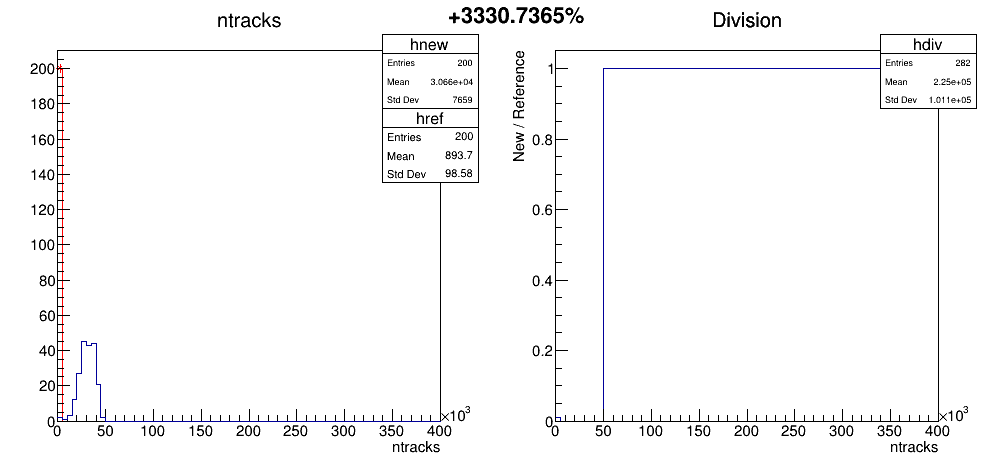 +3330.7365%
ntracks
hnew
Entries 200
Mean 3.066e+04
Std Dev 7659
href
Entries 200
Mean 893.7
Std Dev 98.58
200
180
160
140
120
100
80
60
40
20
0
0 50 100 150 200 250 300 350 400
×10³
ntracks
Division
hdiv
Entries 282
Mean 2.25e+05
Std Dev 1.011e+05
New / Reference
1
0.8
0.6
0.4
0.2
0
0 50 100 150 200 250 300 350 400
×10³
ntracks